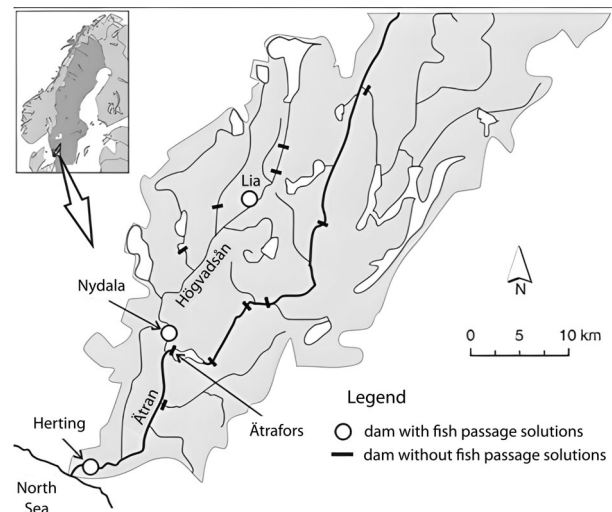 Lia
Högvadsån
Nydala
N
0 5 10 km
Ätran
Herting
Ätrafors
Legend
dam with fish passage solutions
dam without fish passage solutions
North
Sea